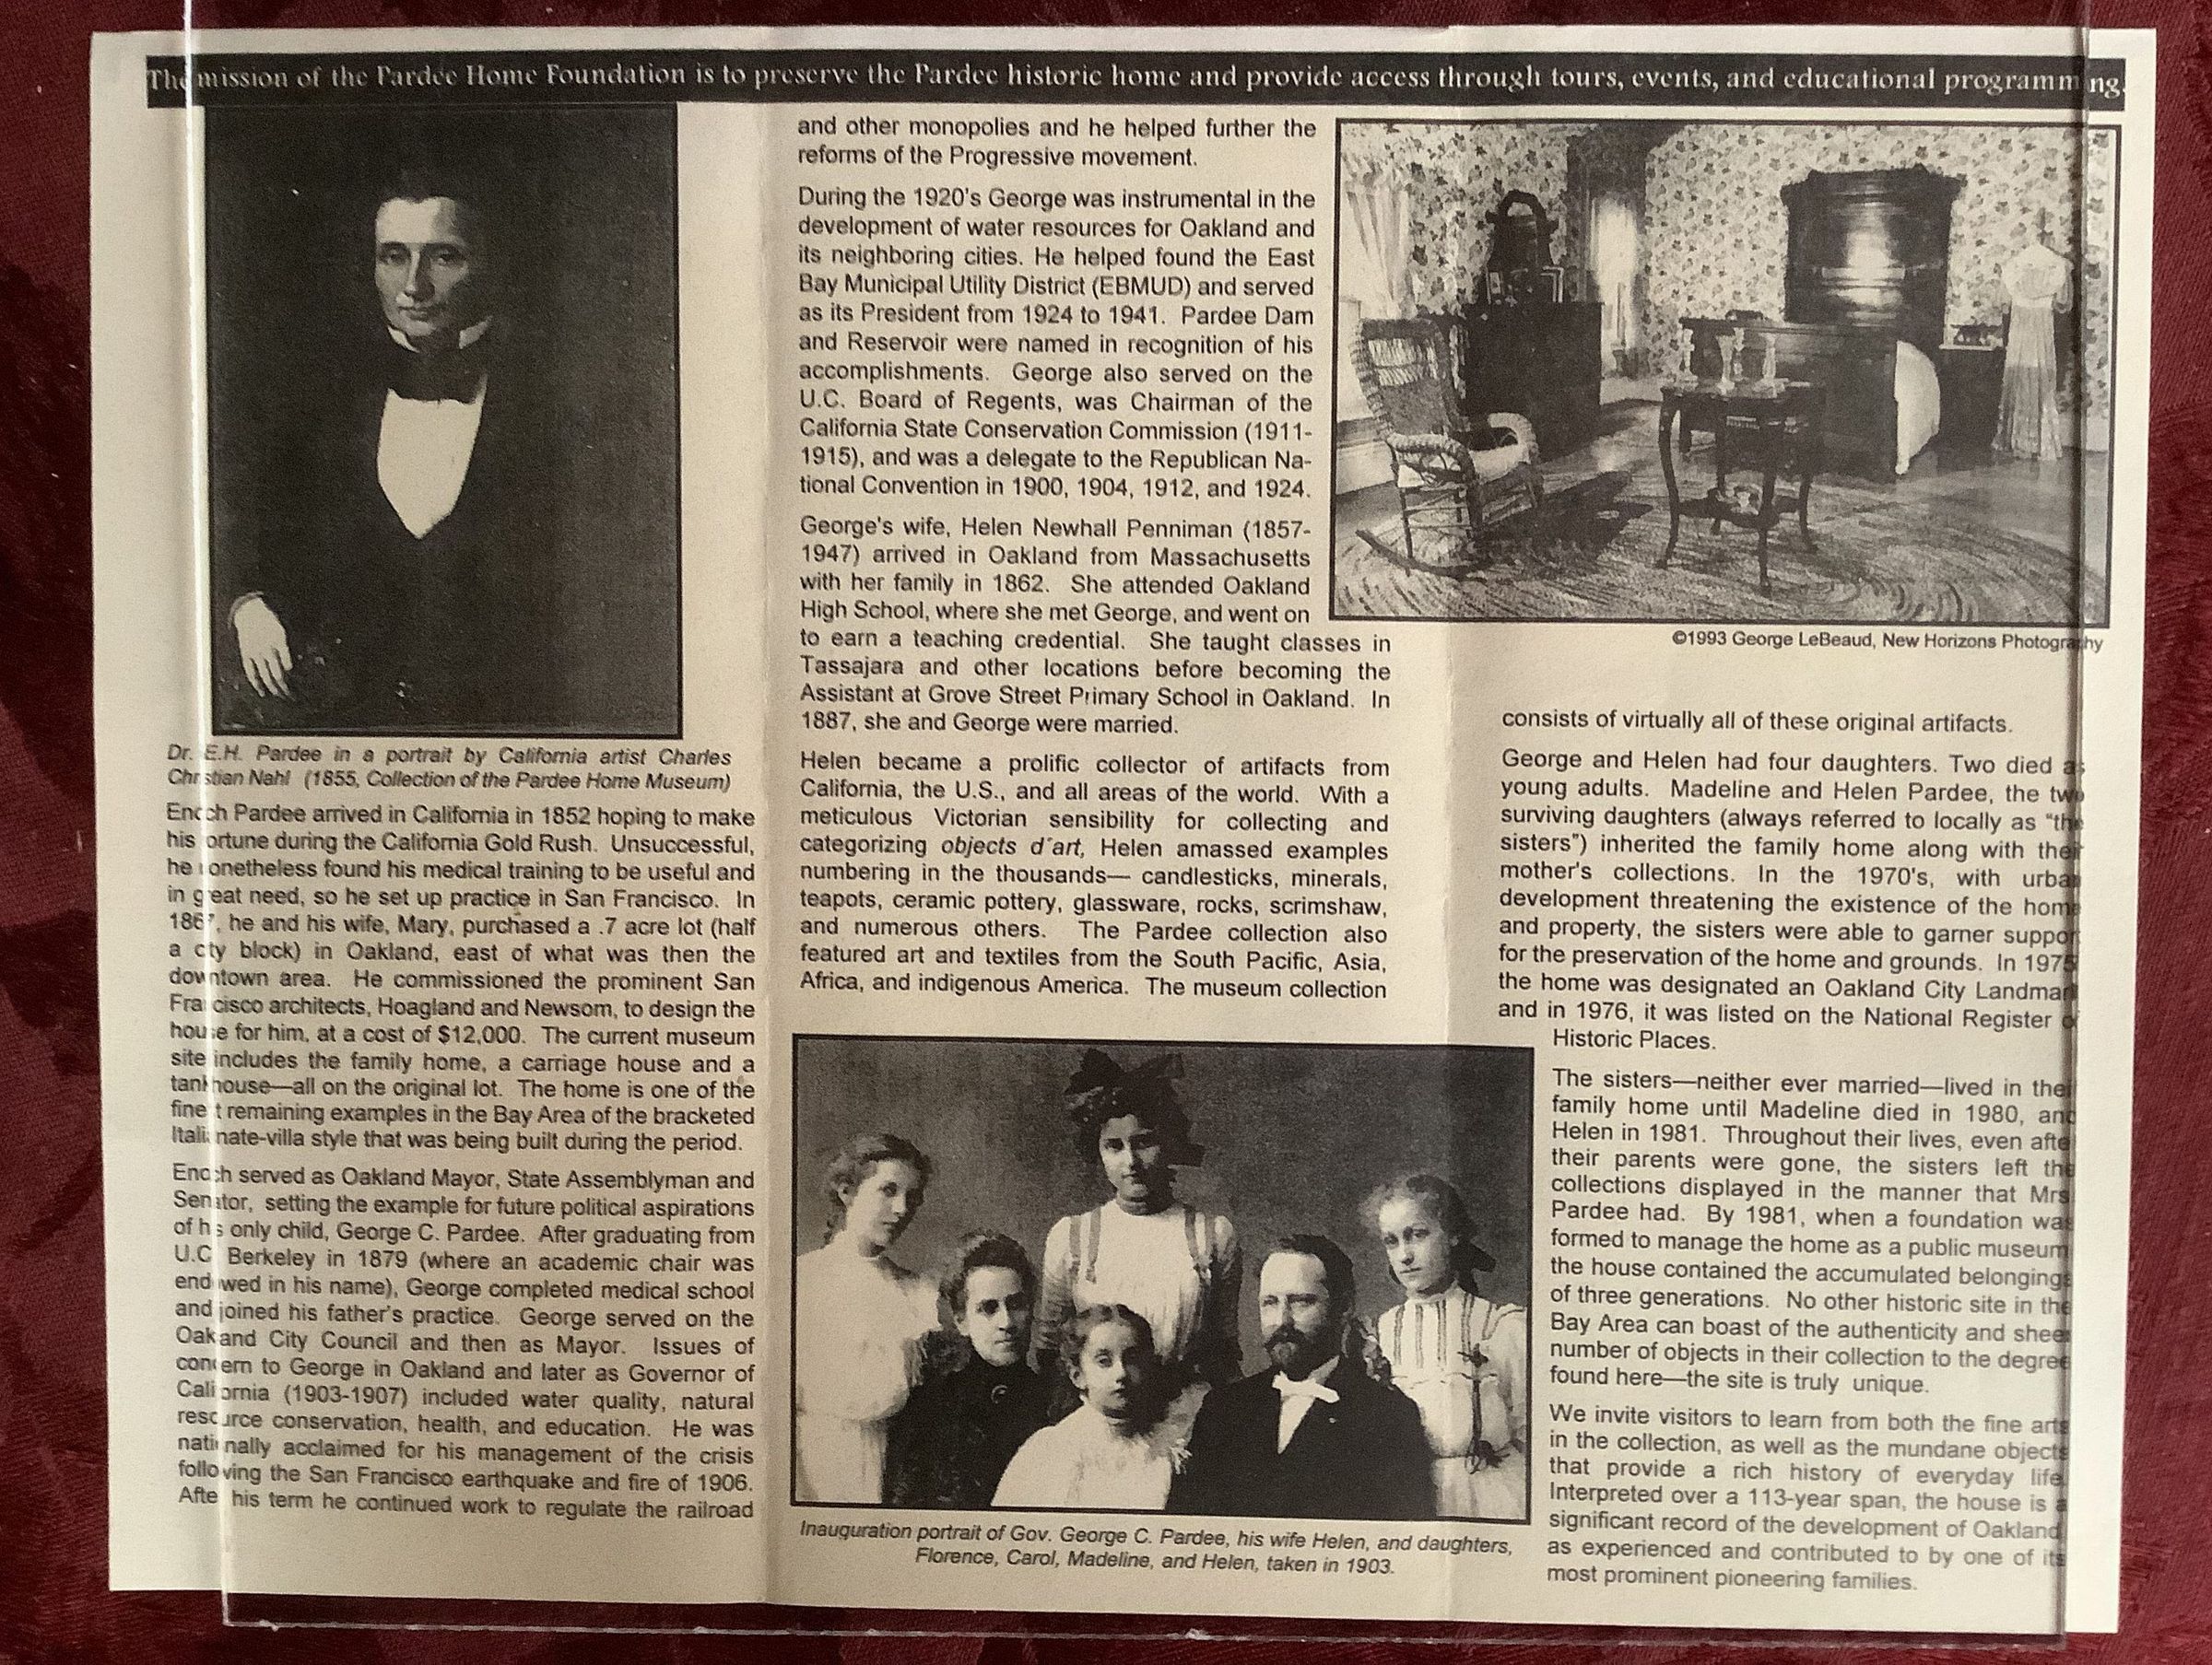 The mission of the Pardee Home Foundation is to preserve the Pardee historic home and provide access through tours, events, and educational programm ng.
Dr. E.H. Pardee in a portrait by California artist Charles
Chr stian Nahl (1855, Collection of the Pardee Home Museum)
Enoch Pardee arrived in California in 1852 hoping to make
his ortune during the California Gold Rush. Unsuccessful,
he onetheless found his medical training to be useful and
in great need, so he set up practice in San Francisco. In
186 , he and his wife, Mary, purchased a .7 acre lot (half
a c ty block) in Oakland, east of what was then the
downtown area. He commissioned the prominent San
Fra cisco architects, Hoagland and Newsom, to design the
house for him, at a cost of $12,000. The current museum
site includes the family home, a carriage house and a
tank house—all on the original lot. The home is one of the
fine t remaining examples in the Bay Area of the bracketed
Itali nate-villa style that was being built during the period.
Enoch served as Oakland Mayor, State Assemblyman and
Senator, setting the example for future political aspirations
of h s only child, George C. Pardee. After graduating from
U.C Berkeley in 1879 (where an academic chair was
end wed in his name), George completed medical school
and joined his father's practice. George served on the
Oakland City Council and then as Mayor. Issues of
concern to George in Oakland and later as Governor of
Cali ornia (1903-1907) included water quality, natural
resource conservation, health, and education. He was
nati nally acclaimed for his management of the crisis
follo ving the San Francisco earthquake and fire of 1906.
Afte his term he continued work to regulate the railroad
and other monopolies and he helped further the
reforms of the Progressive movement.
During the 1920's George was instrumental in the
development of water resources for Oakland and
its neighboring cities. He helped found the East
Bay Municipal Utility District (EBMUD) and served
as its President from 1924 to 1941. Pardee Dam
and Reservoir were named in recognition of his
accomplishments. George also served on the
U.C. Board of Regents, was Chairman of the
California State Conservation Commission (1911-
1915), and was a delegate to the Republican Na-
tional Convention in 1900, 1904, 1912, and 1924.
George's wife, Helen Newhall Penniman (1857-
1947) arrived in Oakland from Massachusetts
with her family in 1862. She attended Oakland
High School, where she met George, and went on
to earn a teaching credential. She taught classes in
Tassajara and other locations before becoming the
Assistant at Grove Street Primary School in Oakland. In
1887, she and George were married.
Helen became a prolific collector of artifacts from
California, the U.S., and all areas of the world. With a
meticulous Victorian sensibility for collecting and
categorizing objects d´art, Helen amassed examples
numbering in the thousands— candlesticks, minerals,
teapots, ceramic pottery, glassware, rocks, scrimshaw,
and numerous others. The Pardee collection also
featured art and textiles from the South Pacific, Asia,
Africa, and indigenous America. The museum collection
Inauguration portrait of Gov. George C. Pardee, his wife Helen, and daughters,
Florence, Carol, Madeline, and Helen, taken in 1903.
©1993 George LeBeaud, New Horizons Photography
consists of virtually all of these original artifacts.
George and Helen had four daughters. Two died as
young adults. Madeline and Helen Pardee, the two
surviving daughters (always referred to locally as “the
sisters”) inherited the family home along with their
mother's collections. In the 1970's, with urban
development threatening the existence of the home
and property, the sisters were able to garner support
for the preservation of the home and grounds. In 1975
the home was designated an Oakland City Landmark
and in 1976, it was listed on the National Register of
Historic Places.
The sisters—neither ever married—lived in the
family home until Madeline died in 1980, and
Helen in 1981. Throughout their lives, even after
their parents were gone, the sisters left the
collections displayed in the manner that Mrs
Pardee had. By 1981, when a foundation was
formed to manage the home as a public museum
the house contained the accumulated belongings
of three generations. No other historic site in the
Bay Area can boast of the authenticity and sheer
number of objects in their collection to the degree
found here—the site is truly unique.
We invite visitors to learn from both the fine arts
in the collection, as well as the mundane objects
that provide a rich history of everyday life.
Interpreted over a 113-year span, the house is a
significant record of the development of Oakland
as experienced and contributed to by one of its
most prominent pioneering families.